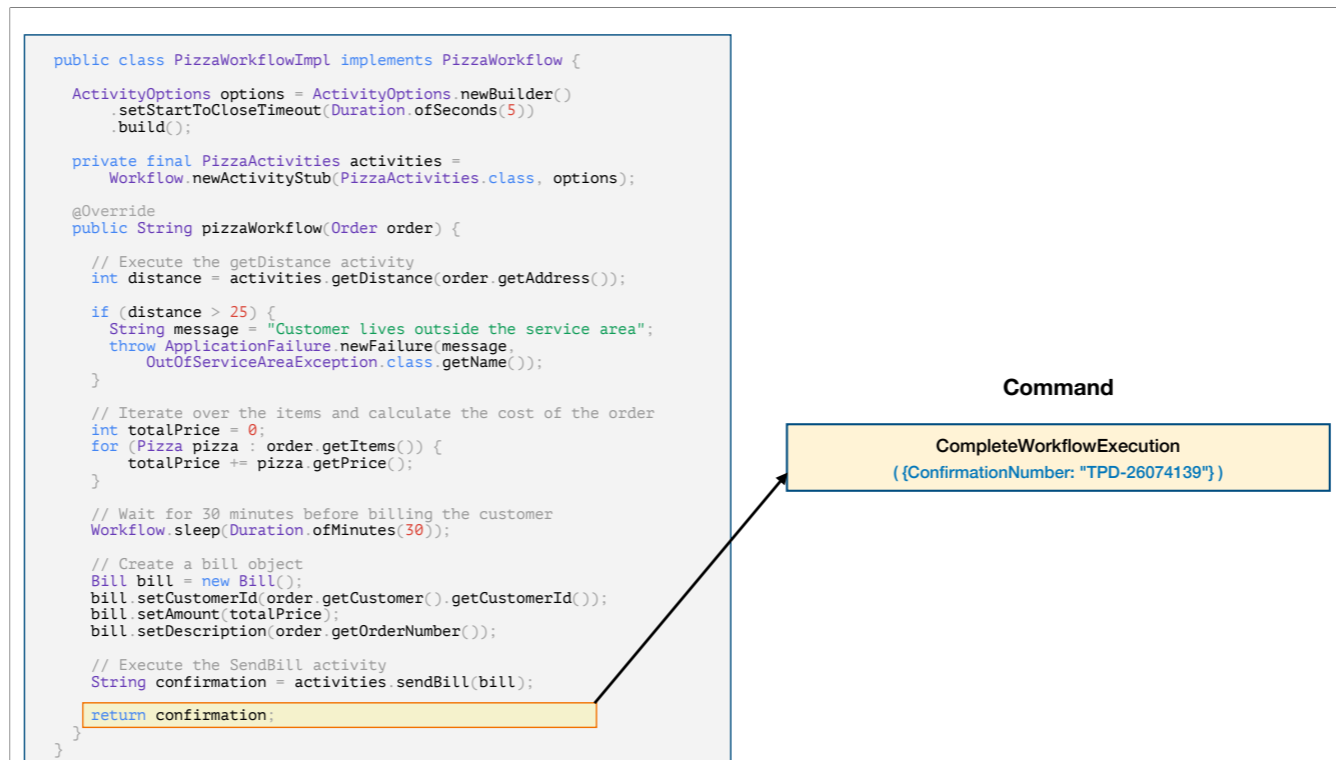 public class PizzaWorkflowImpl implements PizzaWorkflow {
ActivityOptions options = ActivityOptions.newBuilder()
.setStartToCloseTimeout(Duration.ofSeconds(5))
.build();
private final PizzaActivities activities =
Workflow.newActivityStub(PizzaActivities.class, options);
@Override
public String pizzaWorkflow(Order order) {
// Execute the getDistance activity
int distance = activities.getDistance(order.getAddress());
if (distance > 25) {
String message = "Customer lives outside the service area";
throw ApplicationFailure.newFailure(message,
OutOfServiceAreaException.class.getName());
}
// Iterate over the items and calculate the cost of the order
int totalPrice = 0;
for (Pizza pizza : order.getItems()) {
totalPrice += pizza.getPrice();
}
// Wait for 30 minutes before billing the customer
Workflow.sleep(Duration.ofMinutes(30));
// Create a bill object
Bill bill = new Bill();
bill.setCustomerId(order.getCustomer().getCustomerId());
bill.setAmount(totalPrice);
bill.setDescription(order.getOrderNumber());
// Execute the SendBill activity
String confirmation = activities.sendBill(bill);
return confirmation;
}
}
Command
CompleteWorkflowExecution
( {ConfirmationNumber: "TPD-26074139"} )